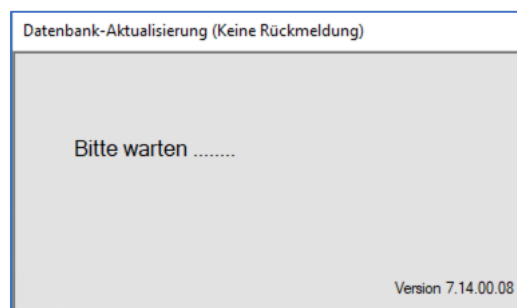 Datenbank-Aktualisierung (Keine Rückmeldung)
Bitte warten ........
Version 7.14.00.08